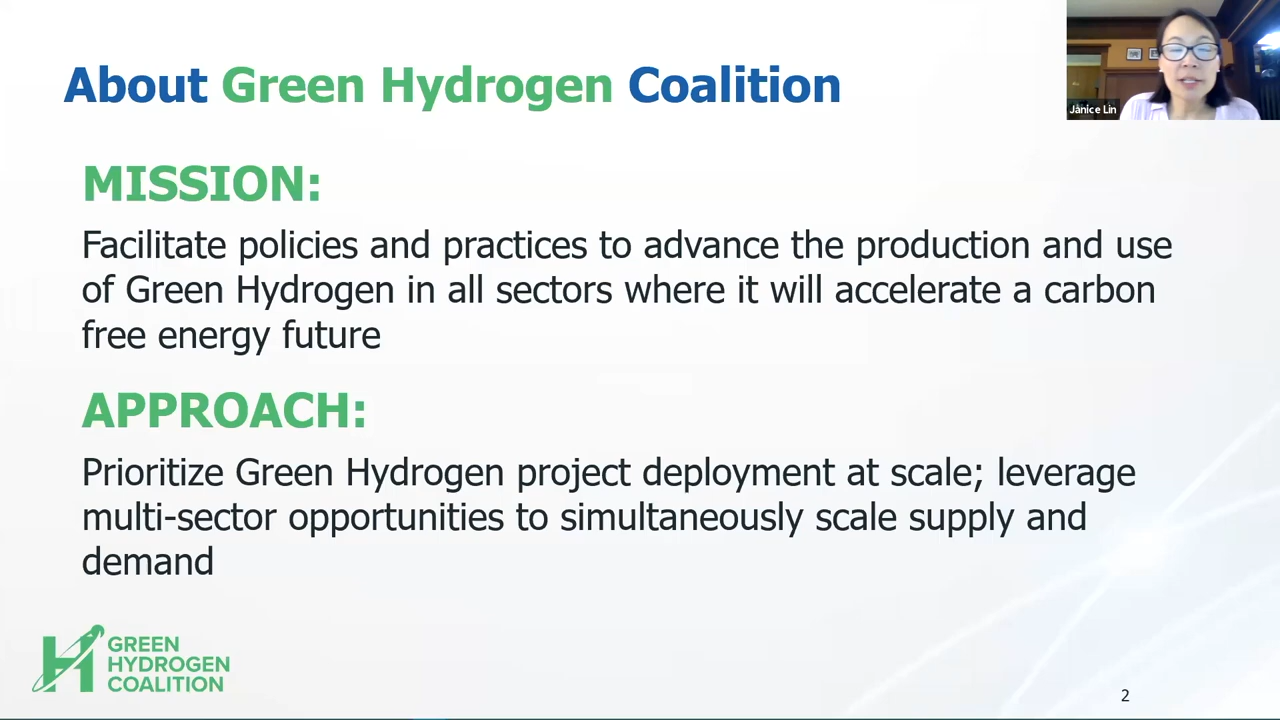 About Green Hydrogen Coalition
Janice Lin
MISSION:
Facilitate policies and practices to advance the production and use
of Green Hydrogen in all sectors where it will accelerate a carbon
free energy future
APPROACH:
Prioritize Green Hydrogen project deployment at scale; leverage
multi-sector opportunities to simultaneously scale supply and
demand
GREEN
HYDROGEN
COALITION
2